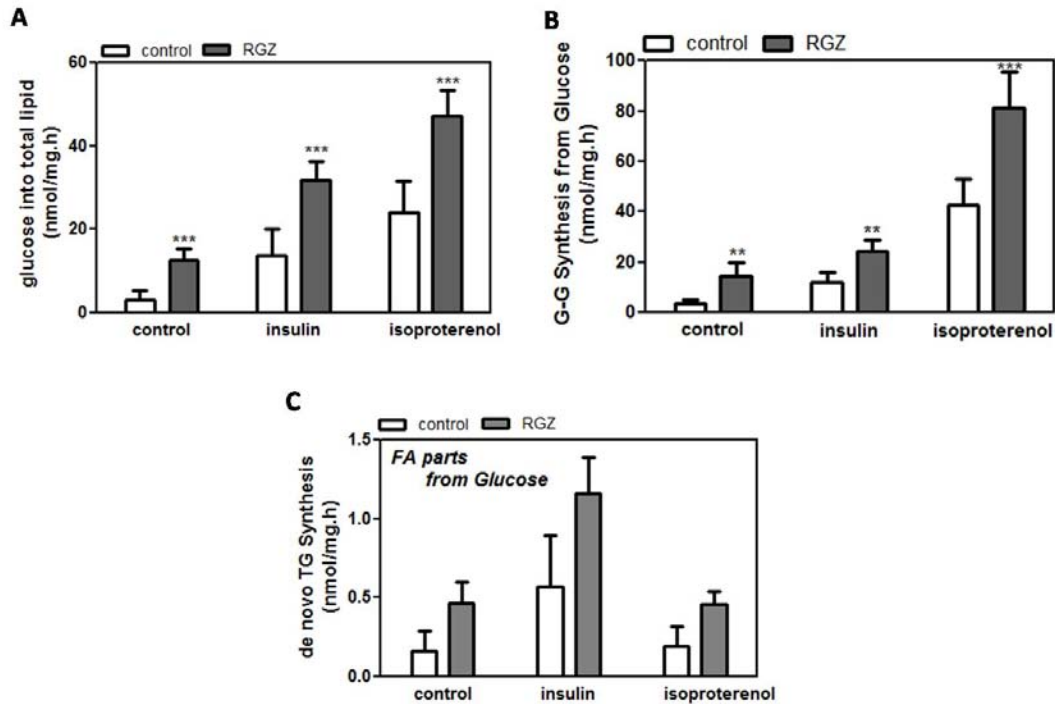 A
control RGZ
glucose into total lipid
(nmol/mg.h)
60
40
20
0
***
***
***
control insulin isoproterenol
B
control RGZ
G-G Synthesis from Glucose
(nmol/mg.h)
100
80
60
40
20
0
**
**
***
control insulin isoproterenol
C
control RGZ
de novo TG Synthesis
(nmol/mg.h)
1.5
1.0
0.5
0.0
FA parts
from Glucose
control insulin isoproterenol